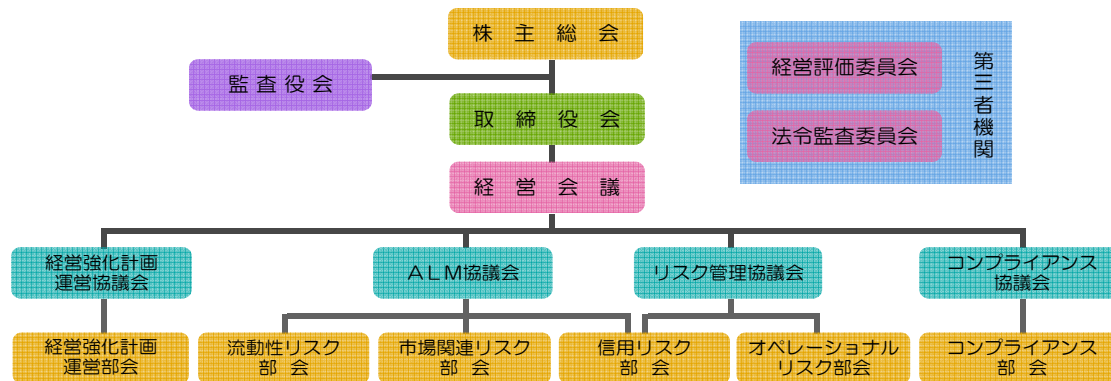 株主総会
監査役会
取締役会
経営会議
経営評価委員会
法令監査委員会
第三者機関
経営強化計画
運営協議会
ALM協議会
リスク管理協議会
コンプライアンス
協議会
経営強化計画
運営部会
流動性リスク
部会
市場関連リスク
部会
信用リスク
部会
オペレーショナル
リスク部会
コンプライアンス
部会